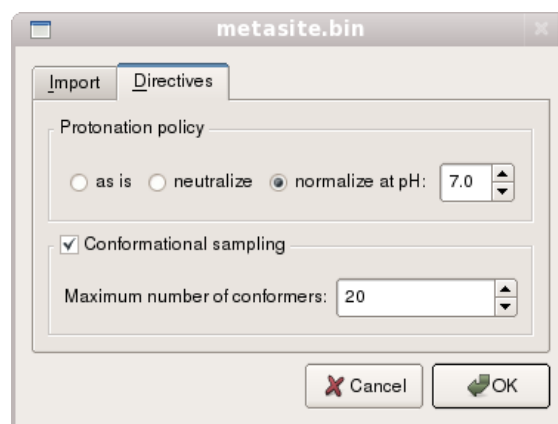 metasite.bin
Import Directives
Protonation policy
as is neutralize normalize at pH: 7.0
Conformational sampling
Maximum number of conformers: 20
Cancel OK